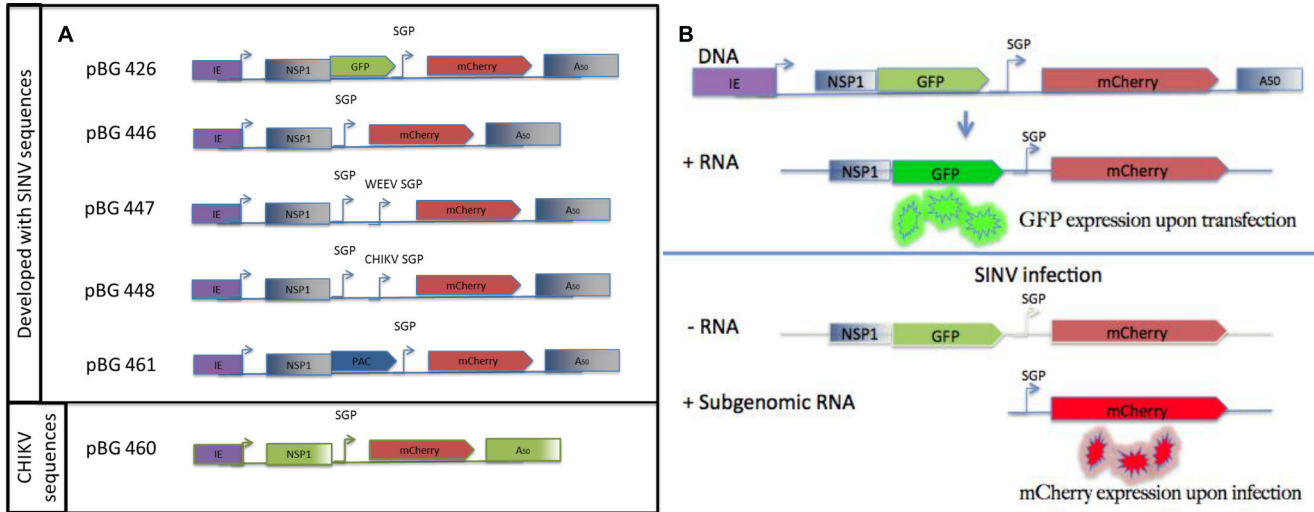 A
Developed with SINV sequences
pBG 426
IE
NSP1
GFP
SGP
mCherry
A50
pBG 446
IE
NSP1
SGP
mCherry
A50
pBG 447
IE
NSP1
SGP
WEEV SGP
mCherry
A50
pBG 448
IE
NSP1
SGP
CHIKV SGP
mCherry
A50
pBG 461
IE
NSP1
PAC
SGP
mCherry
A50
CHIKV
sequences
pBG 460
IE
NSP1
SGP
mCherry
A50
B
DNA
IE
NSP1
GFP
SGP
mCherry
A50
+ RNA
NSP1
GFP
SGP
mCherry
GFP expression upon transfection
SINV infection
- RNA
NSP1
GFP
SGP
mCherry
+ Subgenomic RNA
SGP
mCherry
mCherry expression upon infection